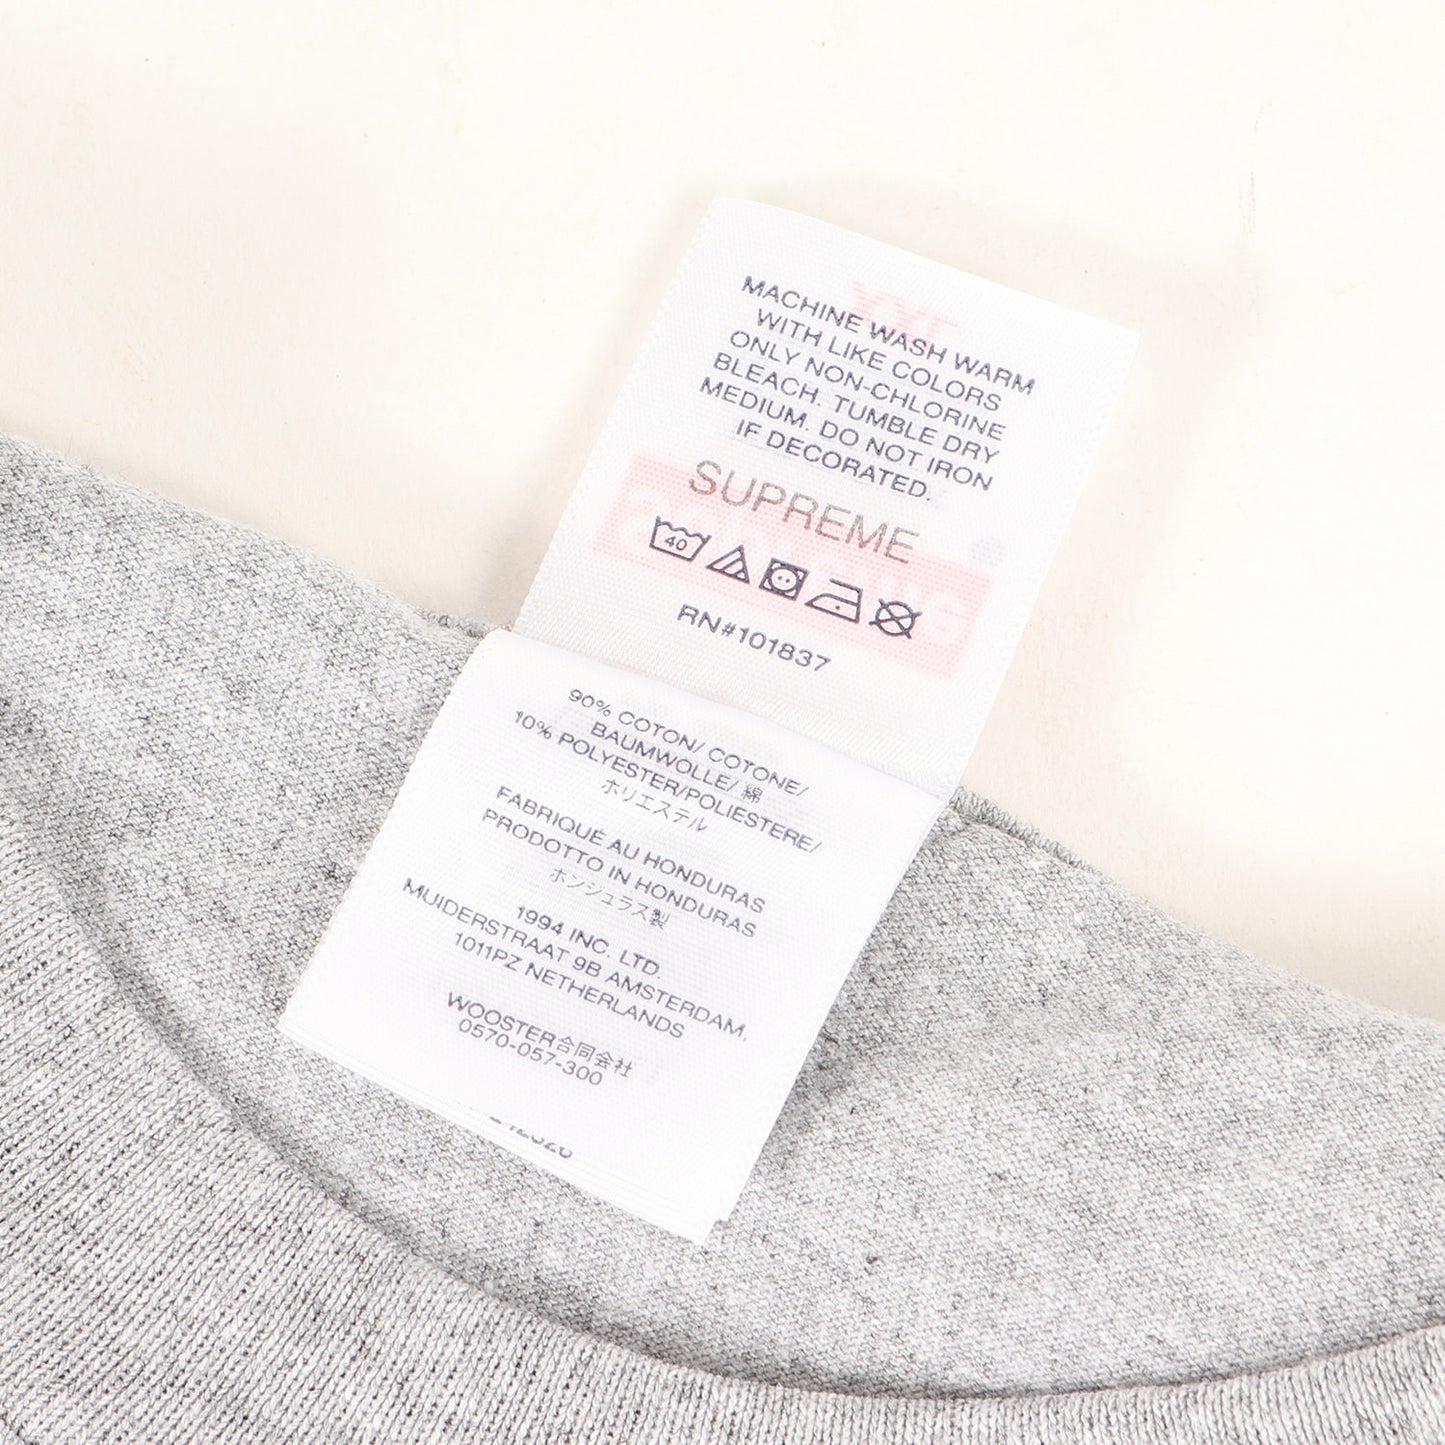 MACHINE WASH WARM
WITH LIKE COLORS
ONLY NON-CHLORINE
BLEACH. TUMBLE DRY
MEDIUM. DO NOT IRON
IF DECORATED.
SUPREME
40
RN#101837
90% COTON/ COTONE/
BAUMWOLLE/ 綿
10% POLYESTER/POLIESTERE/
ポリエステル
FABRIQUÉ AU HONDURAS
PRODOTTO IN HONDURAS
ホンジュラス製
1994 INC. LTD.
MUIDERSTRAAT 9B AMSTERDAM,
1011PZ NETHERLANDS
WOOSTER合同会社
0570-057-300